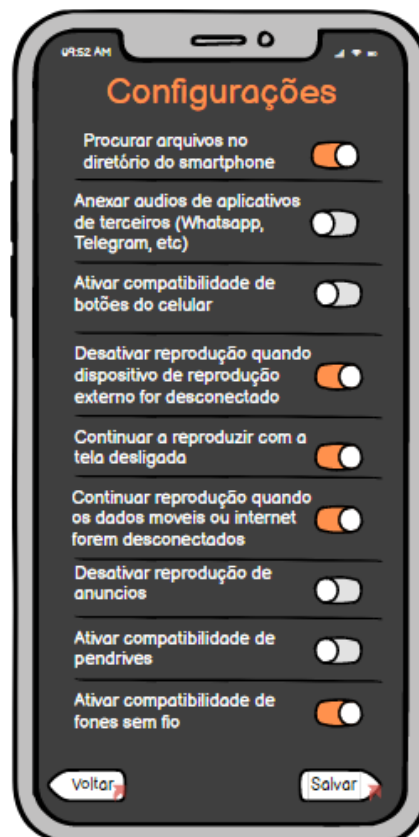 09:52 AM
Configurações
Procurar arquivos no
diretório do smartphone
Anexar audios de aplicativos
de terceiros (Whatsapp,
Telegram, etc)
Ativar compatibilidade de
botões do celular
Desativar reprodução quando
dispositivo de reprodução
externo for desconectado
Continuar a reproduzir com a
tela desligada
Continuar reprodução quando
os dados moveis ou internet
forem desconectados
Desativar reprodução de
anuncios
Ativar compatibilidade de
pendrives
Ativar compatibilidade de
fones sem fio
Voltar
Salvar